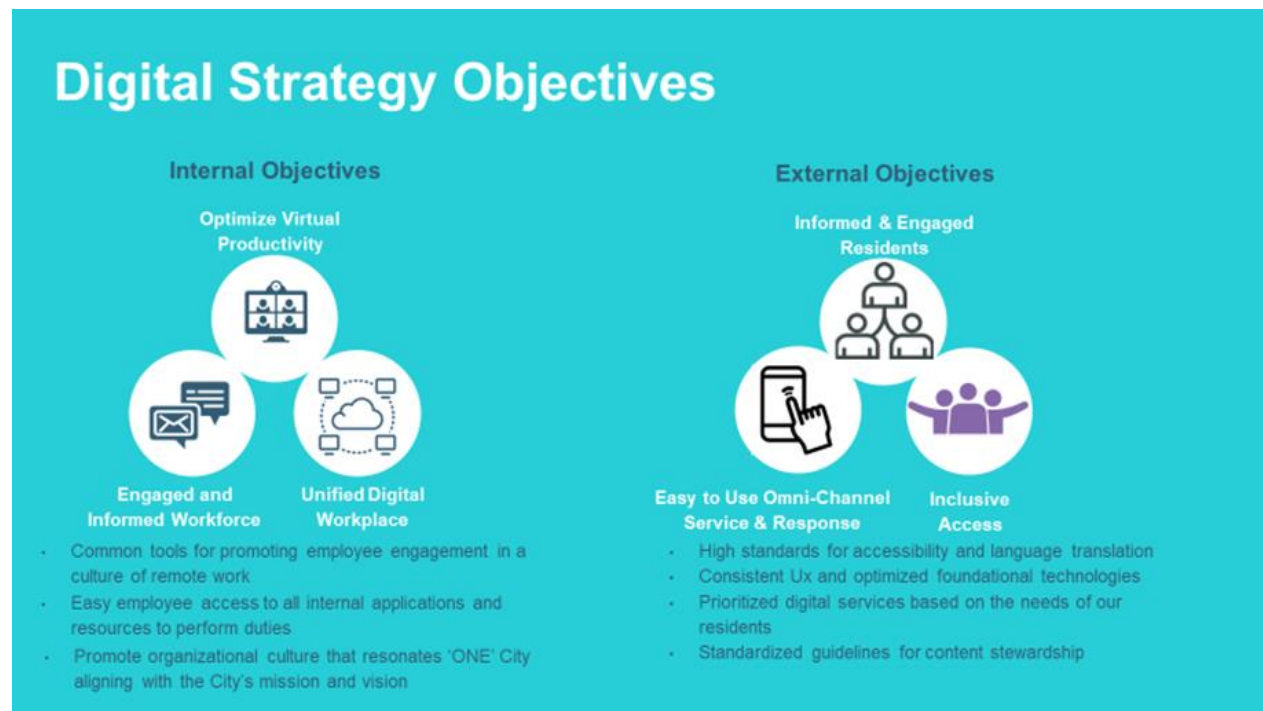 Digital Strategy Objectives
Internal Objectives
Optimize Virtual
Productivity
Engaged and
Informed Workforce
Unified Digital
Workplace
• Common tools for promoting employee engagement in a
culture of remote work
• Easy employee access to all internal applications and
resources to perform duties
• Promote organizational culture that resonates ‘ONE’ City
aligning with the City’s mission and vision
External Objectives
Informed & Engaged
Residents
Easy to Use Omni-Channel
Service & Response
Inclusive
Access
• High standards for accessibility and language translation
• Consistent Ux and optimized foundational technologies
• Prioritized digital services based on the needs of our
residents
• Standardized guidelines for content stewardship